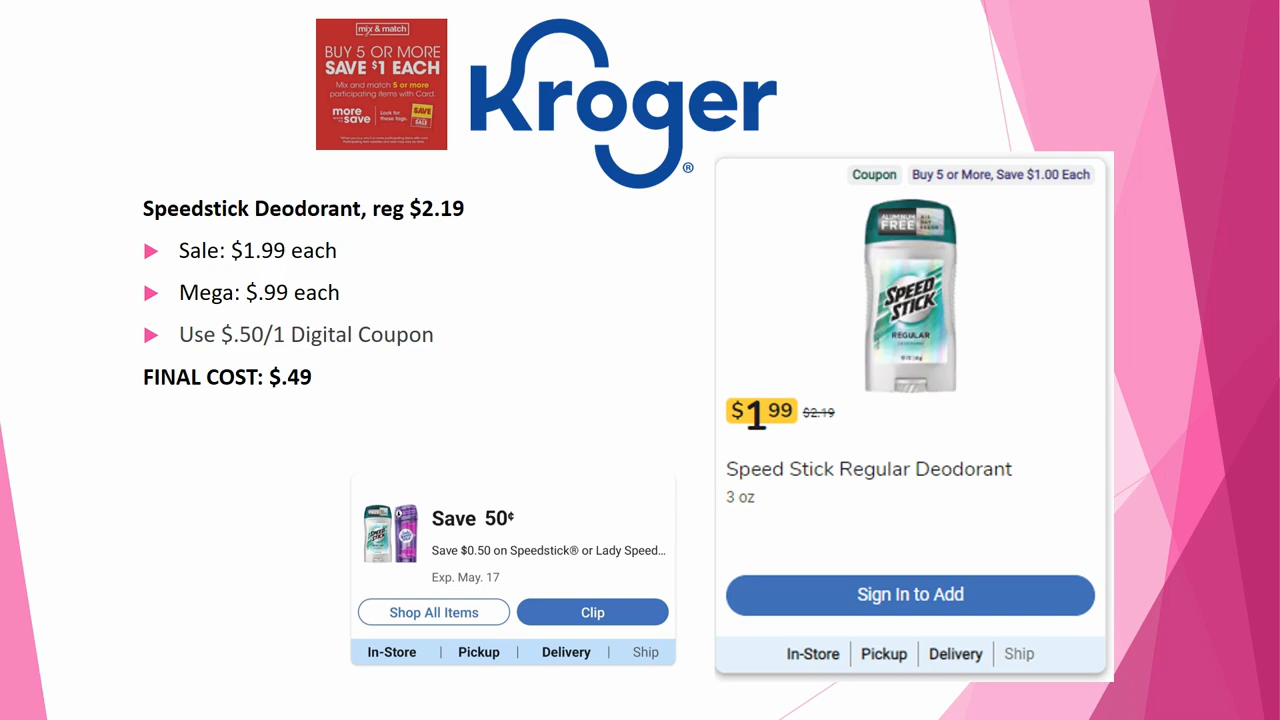 mix & match
BUY 5 OR MORE
SAVE $1 EACH
Mix and match 5 or more
participating items with Card.
more
save
Look for
these tags.
SAVE
Kroger®
Speedstick Deodorant, reg $2.19
Sale: $1.99 each
Mega: $.99 each
Use $.50/1 Digital Coupon
FINAL COST: $.49
Coupon
Buy 5 or More, Save $1.00 Each
ALUMINUM
FREE
SPEED
STICK
REGULAR
$1 99 $2.19
Speed Stick Regular Deodorant
3 oz
Sign In to Add
In-Store | Pickup | Delivery | Ship
Save 50¢
Save $0.50 on Speedstick® or Lady Speed...
Exp. May. 17
Shop All Items
Clip
In-Store | Pickup | Delivery | Ship